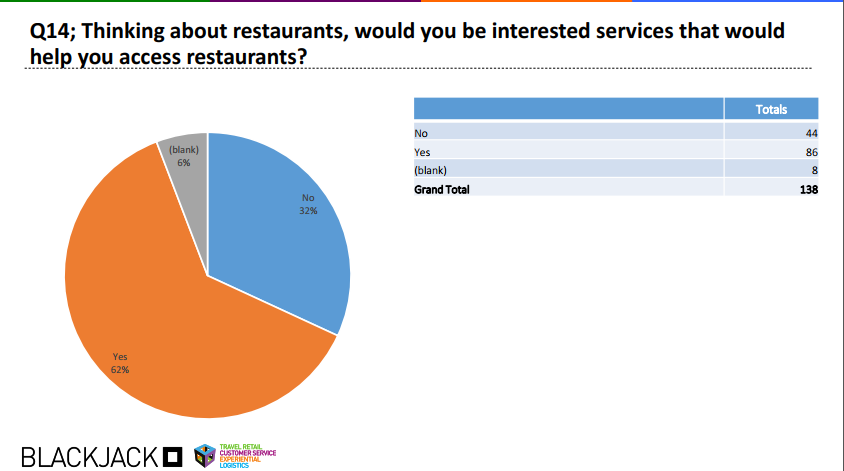 Q14; Thinking about restaurants, would you be interested services that would
help you access restaurants?
(blank)
6%
No
32%
Yes
62%
Totals
No 44
Yes 86
(blank) 8
Grand Total 138
BLACKJACK
TRAVEL RETAIL
CUSTOMER SERVICE
EXPERIENTIAL
LOGISTICS